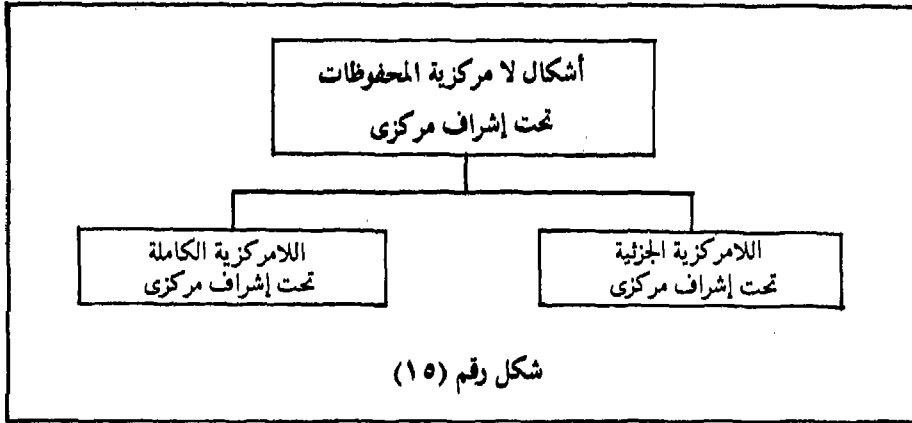 أشكال لا مركزية المحفوظات
تحت إشراف مركزى
اللامركزية الجزئية
تحت إشراف مركزى
اللامركزية الكاملة
تحت إشراف مركزى
شكل رقم (١٥)